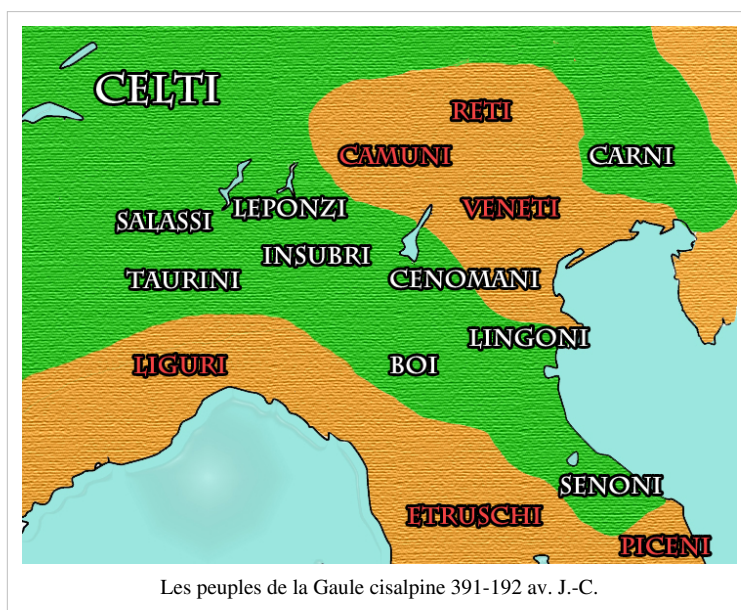 CELTI
RETI
CAMUNI
CARNI
LEPONZI
VENETI
SALASSI
INSUBRI
TAURINI
CENOMANI
LINGONI
LIGURI
BOI
SENONI
ETRUSCHI
PICENI
Les peuples de la Gaule cisalpine 391-192 av. J.-C.